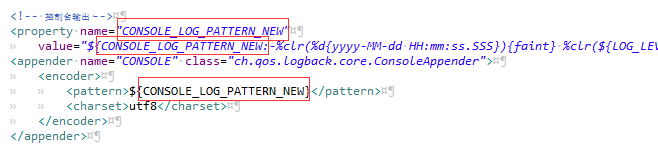 <!-- 控制台输出-->
<property name="CONSOLE_LOG_PATTERN_NEW"
value="${CONSOLE_LOG_PATTERN_NEW:-%clr(%d{yyyy-MM-dd HH:mm:ss.SSS}){faint} %clr(${LOG_LEV
<appender name="CONSOLE" class="ch.qos.logback.core.ConsoleAppender">
<encoder>
<pattern>${CONSOLE_LOG_PATTERN_NEW}</pattern>
<charset>utf8</charset>
</encoder>
</appender>